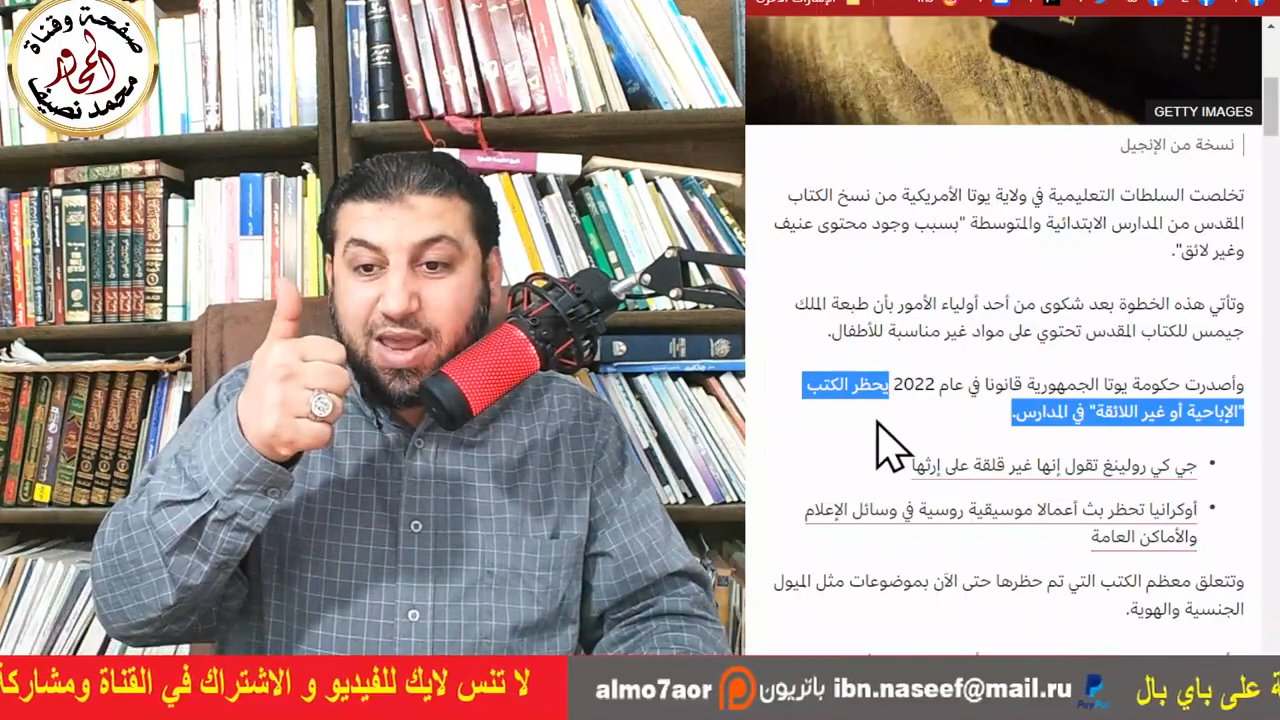 صفحة وقناة
المحاور
محمد نصيف
GETTY IMAGES
نسخة من الإنجيل
تخلصت السلطات التعليمية في ولاية يوتا الأمريكية من نسخ الكتاب
المقدس من المدارس الابتدائية والمتوسطة "بسبب وجود محتوى عنيف
وغير لائق".
وتأتي هذه الخطوة بعد شكوى من أحد أولياء الأمور بأن طبعة الملك
جيمس للكتاب المقدس تحتوي على مواد غير مناسبة للأطفال.
وأصدرت حكومة يوتا الجمهورية قانونا في عام 2022 يحظر الكتب
"الإباحية أو غير اللائقة" في المدارس.
جي كي رولينغ تقول إنها غير قلقة على إرثها
أوكرانيا تحظر بث أعمالا موسيقية روسية في وسائل الإعلام
والأماكن العامة
وتتعلق معظم الكتب التي تم حظرها حتى الآن بموضوعات مثل الميول
الجنسية والهوية.
لا تنس لايك للفيديو و الاشتراك في القناة ومشاركة
على باي بال PayPal ibn.naseef@mail.ru باتريون almo7aor